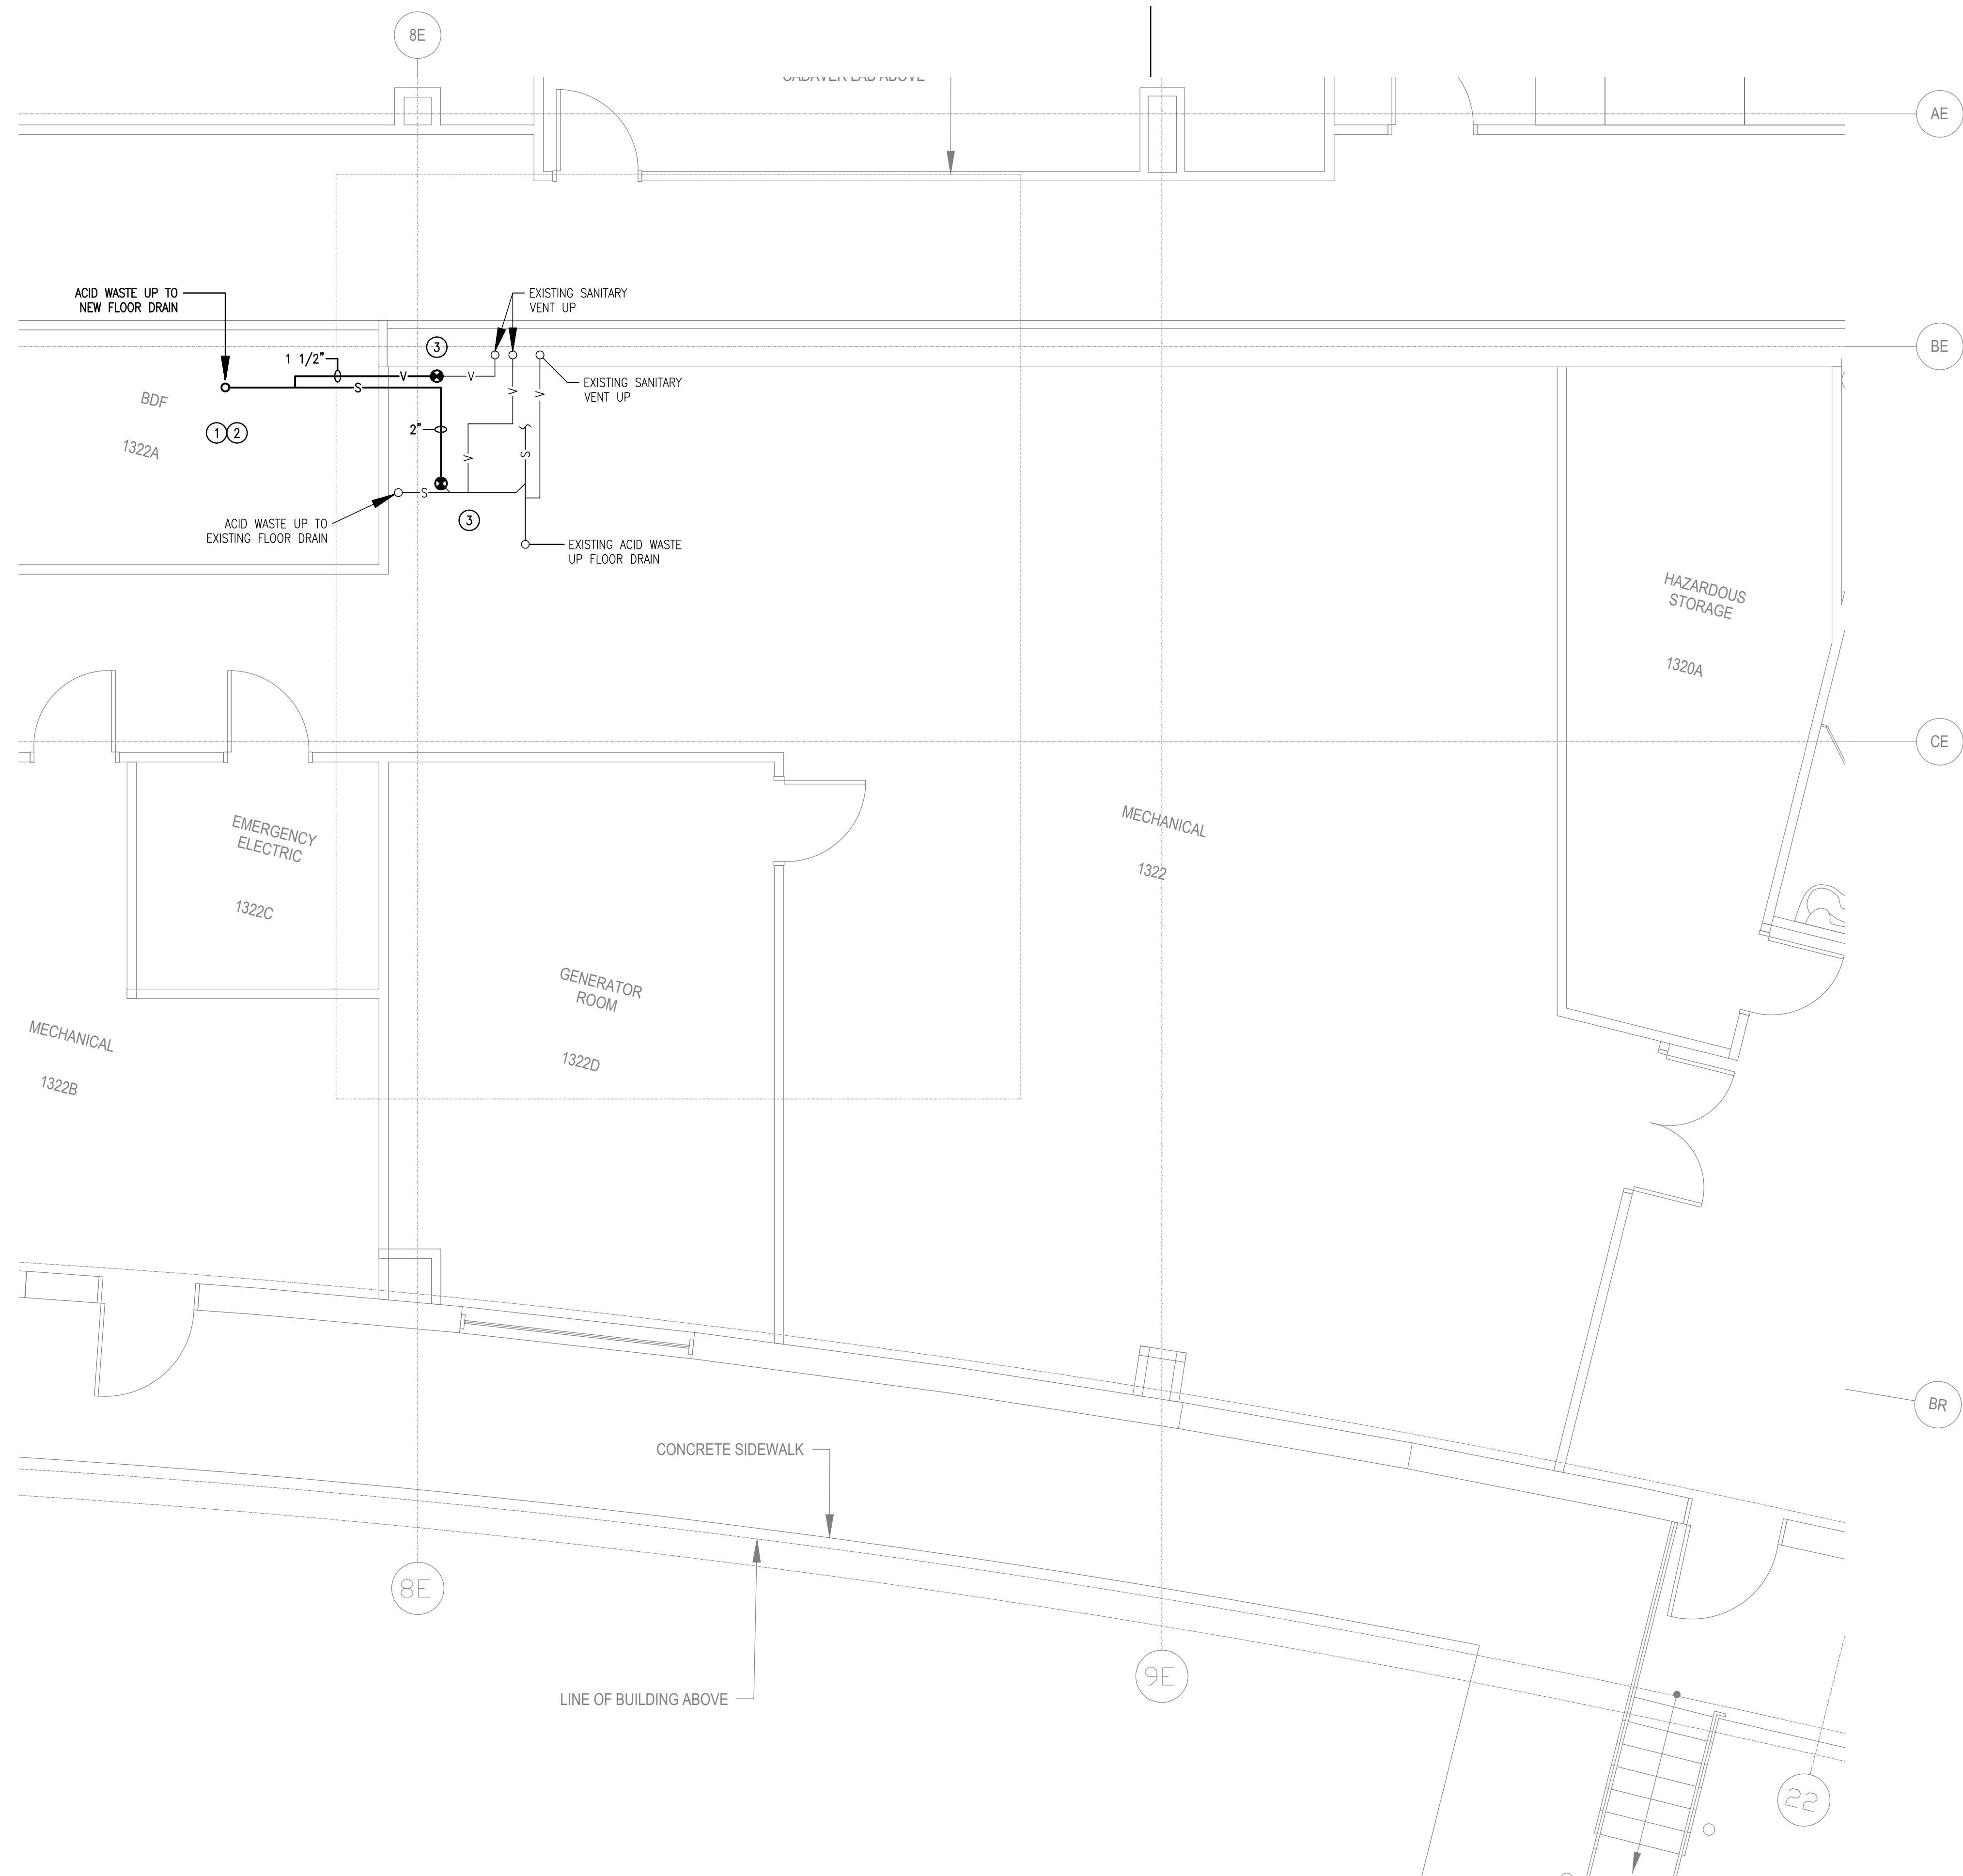 8E
CADAVER LAB ABOVE
AE
ACID WASTE UP TO
NEW FLOOR DRAIN
EXISTING SANITARY
VENT UP
BE
1 1/2"
3
V
V
S
V
V
EXISTING SANITARY
VENT UP
BDF
1322A
1
2
2"
V
S
S
3
ACID WASTE UP TO
EXISTING FLOOR DRAIN
EXISTING ACID WASTE
UP FLOOR DRAIN
HAZARDOUS
STORAGE
1320A
CE
EMERGENCY
ELECTRIC
1322C
MECHANICAL
1322
GENERATOR
ROOM
1322D
MECHANICAL
1322B
BR
CONCRETE SIDEWALK
8E
9E
LINE OF BUILDING ABOVE
22